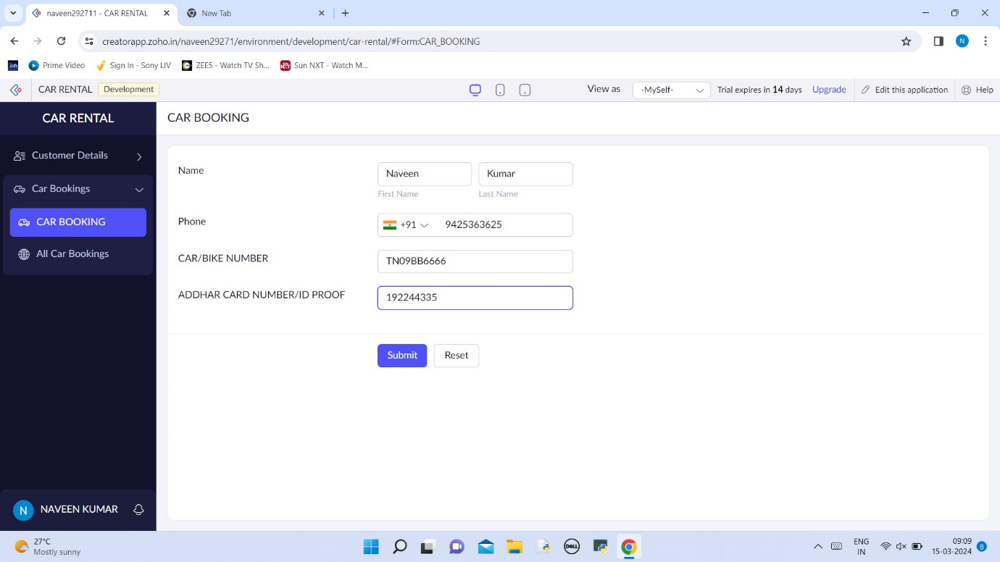 naveen292711 - CAR RENTAL
New Tab
creatorapp.zoho.in/naveen29271/environment/development/car-rental/#Form:CAR_BOOKING
N
Prime Video
Sign In - Sony LIV
ZEE5 - Watch TV Sh...
Sun NXT - Watch M...
CAR RENTAL
Development
View as
-MySelf-
Trial expires in 14 days
Upgrade
Edit this application
Help
CAR RENTAL
CAR BOOKING
Customer Details
Car Bookings
CAR BOOKING
All Car Bookings
Name
Naveen
Kumar
First Name
Last Name
Phone
+91
9425363625
CAR/BIKE NUMBER
TN09BB6666
ADDHAR CARD NUMBER/ID PROOF
192244335
Submit
Reset
N
NAVEEN KUMAR
27°C
Mostly sunny
DELL
ENG
IN
09:09
15-03-2024
8